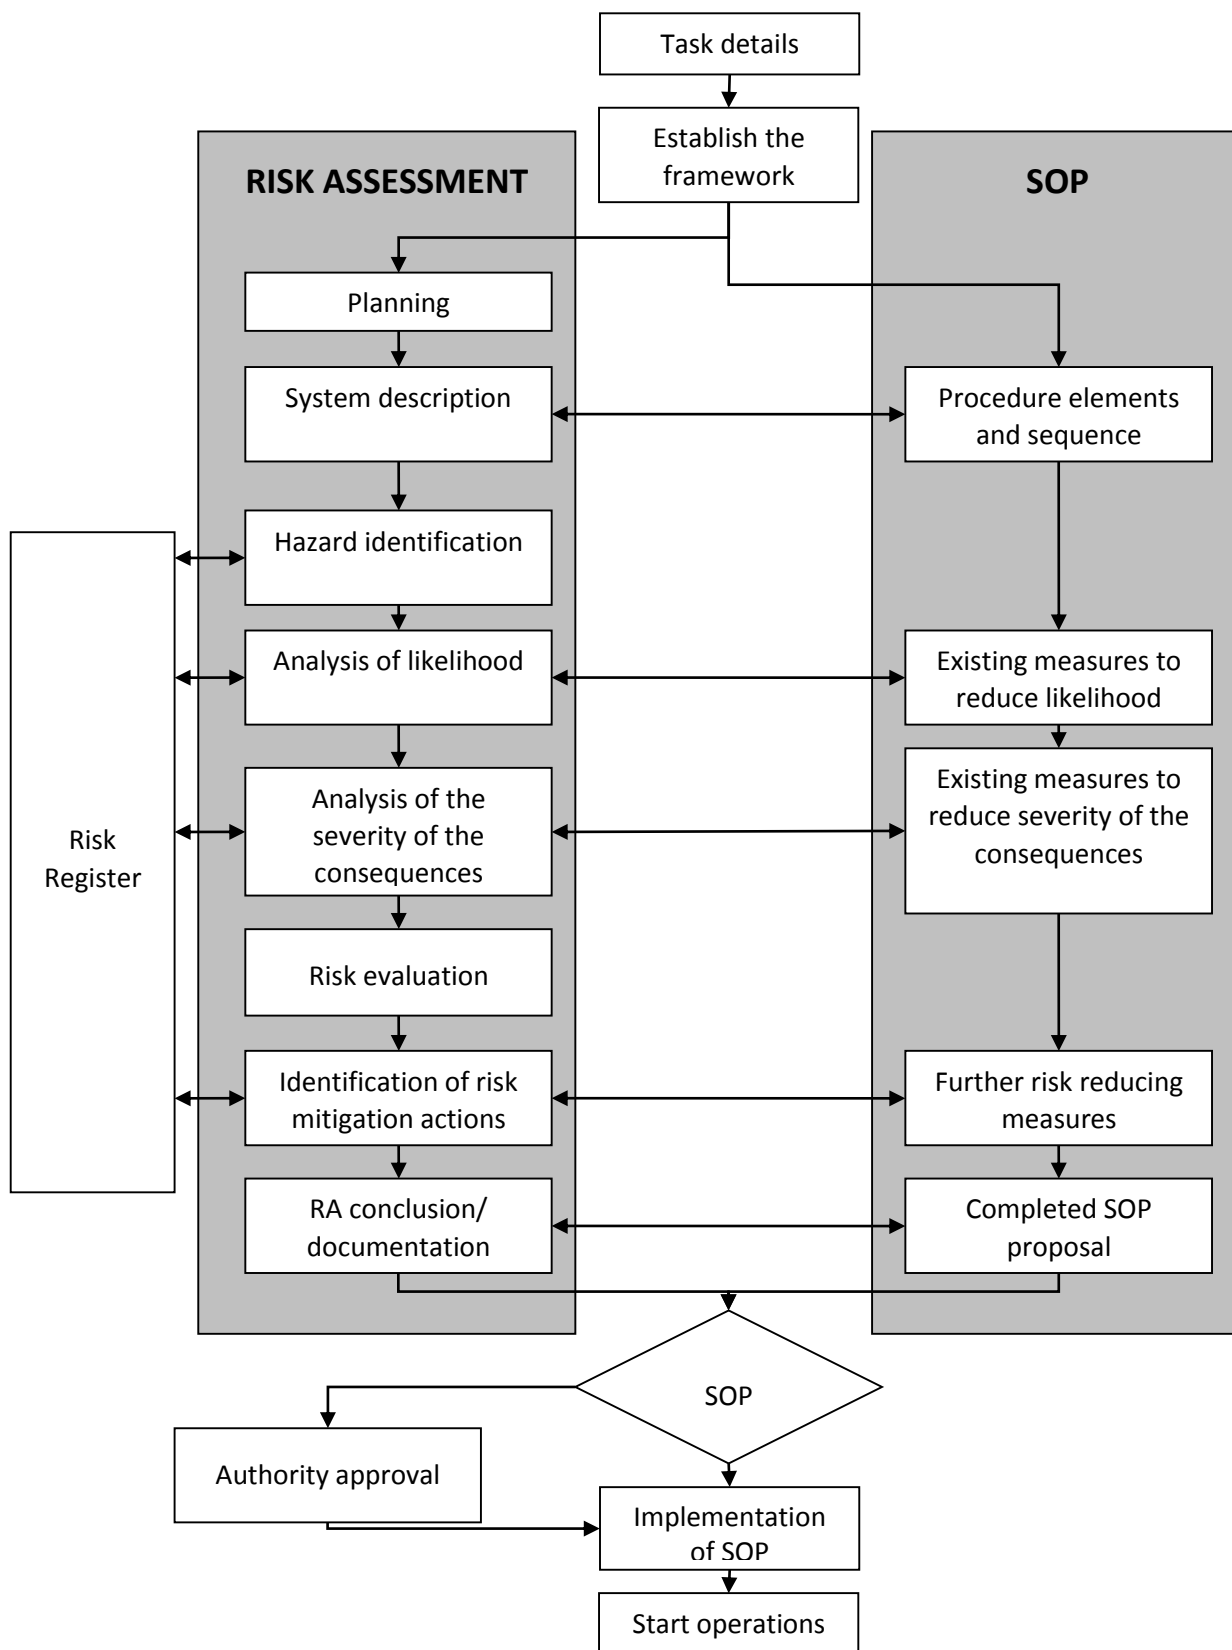 Task details
Establish the
framework
RISK ASSESSMENT
SOP
Planning
System description
Procedure elements
and sequence
Hazard identification
Analysis of likelihood
Existing measures to
reduce likelihood
Analysis of the
severity of the
consequences
Existing measures to
reduce severity of the
consequences
Risk
Register
Risk evaluation
Identification of risk
mitigation actions
Further risk reducing
measures
RA conclusion/
documentation
Completed SOP
proposal
SOP
Authority approval
Implementation
of SOP
Start operations